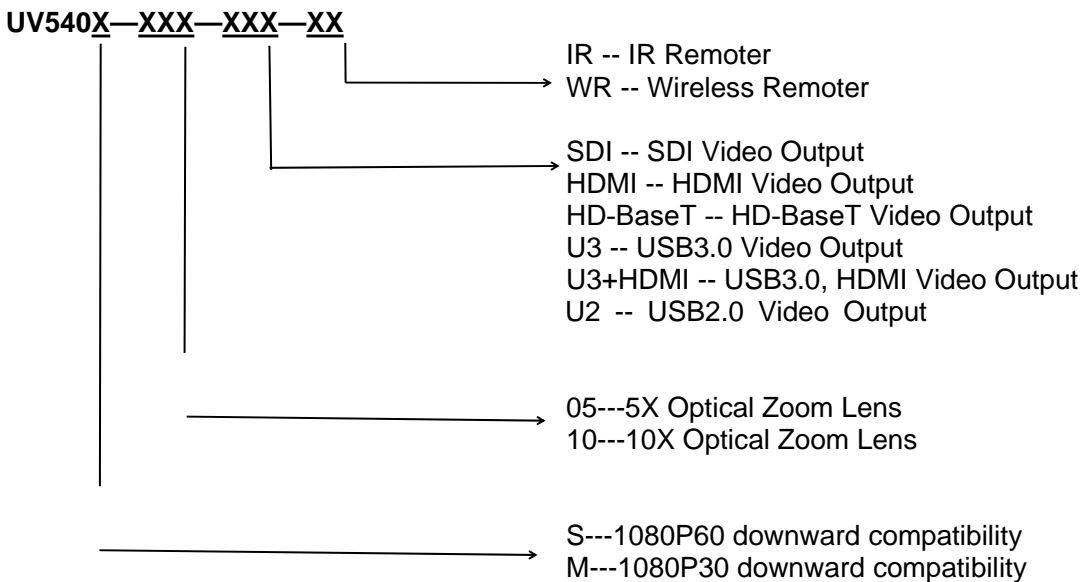 UV540X—XXX—XXX—XX
IR -- IR Remoter
WR -- Wireless Remoter
SDI -- SDI Video Output
HDMI -- HDMI Video Output
HD-BaseT -- HD-BaseT Video Output
U3 -- USB3.0 Video Output
U3+HDMI -- USB3.0, HDMI Video Output
U2 -- USB2.0 Video Output
05---5X Optical Zoom Lens
10---10X Optical Zoom Lens
S---1080P60 downward compatibility
M---1080P30 downward compatibility